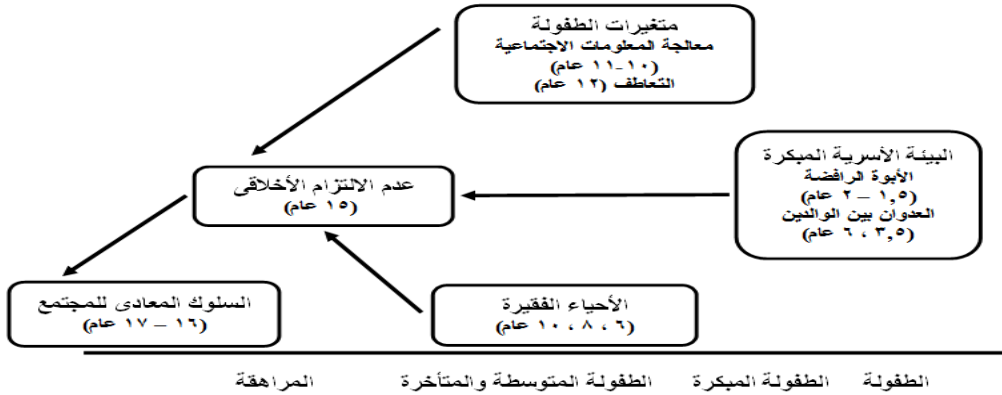 متغيرات الطفولة
معالجة المعلومات الاجتماعية
(١٠-١١ عام)
التعاطف (١٢ عام)
البيئة الأسرية المبكرة
الأبوة الرافضة
(١,٥ – ٢ عام)
العدوان بين الوالدين
(٣,٥ ، ٦ عام)
عدم الالتزام الأخلاقى
(١٥ عام)
الأحياء الفقيرة
(٦ ، ٨ ، ١٠ عام)
السلوك المعادى للمجتمع
(١٦ – ١٧ عام)
الطفولة الطفولة المبكرة الطفولة المتوسطة والمتأخرة المراهقة